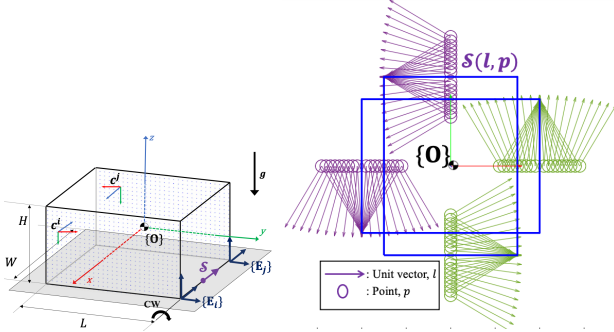 z
c^j
g
H
{O}
c^i
y
W
S
{E_j}
x
{E_i}
CW
L
S(l, p)
{O}
: Unit vector, l
: Point, p